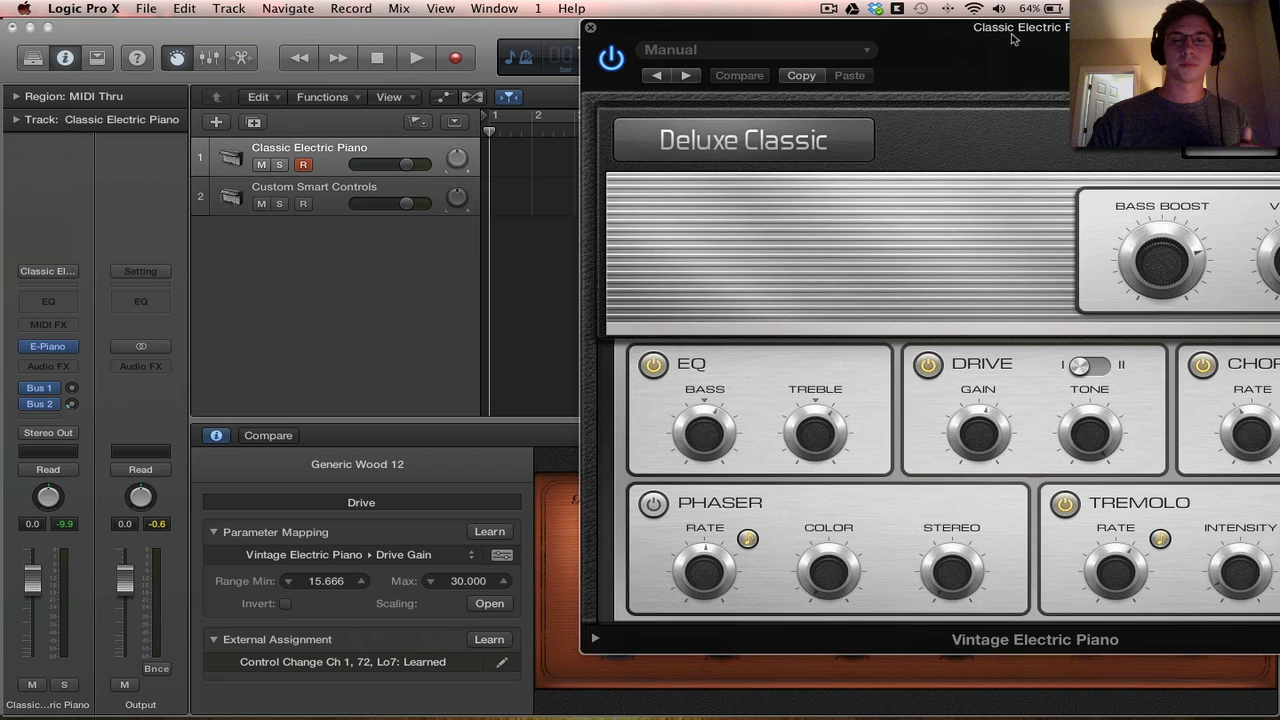 Logic Pro X File Edit Track Navigate Record Mix View Window 1 Help 64%
Classic Electric P
Manual
Compare Copy Paste
Region: MIDI Thru
Track: Classic Electric Piano
Edit Functions View
bar
1 2
1 Classic Electric Piano
M S R
2 Custom Smart Controls
M S R
Deluxe Classic
BASS BOOST V
EQ
BASS TREBLE
DRIVE I II
GAIN TONE
CHOR
RATE
PHASER
RATE COLOR STEREO
TREMOLO
RATE INTENSITY
Vintage Electric Piano
Classic El... Setting
EQ EQ
MIDI FX
E-Piano
Audio FX Audio FX
Bus 1
Bus 2
Stereo Out
Read Read
0.0 -9.9 0.0 -0.6
Bnce
M S M
Classic...ric Piano Output
Compare
Generic Wood 12
Drive
Parameter Mapping Learn
Vintage Electric Piano ▸ Drive Gain
Range Min: 15.666 Max: 30.000
Invert: Scaling: Open
External Assignment Learn
Control Change Ch 1, 72, Lo7: Learned